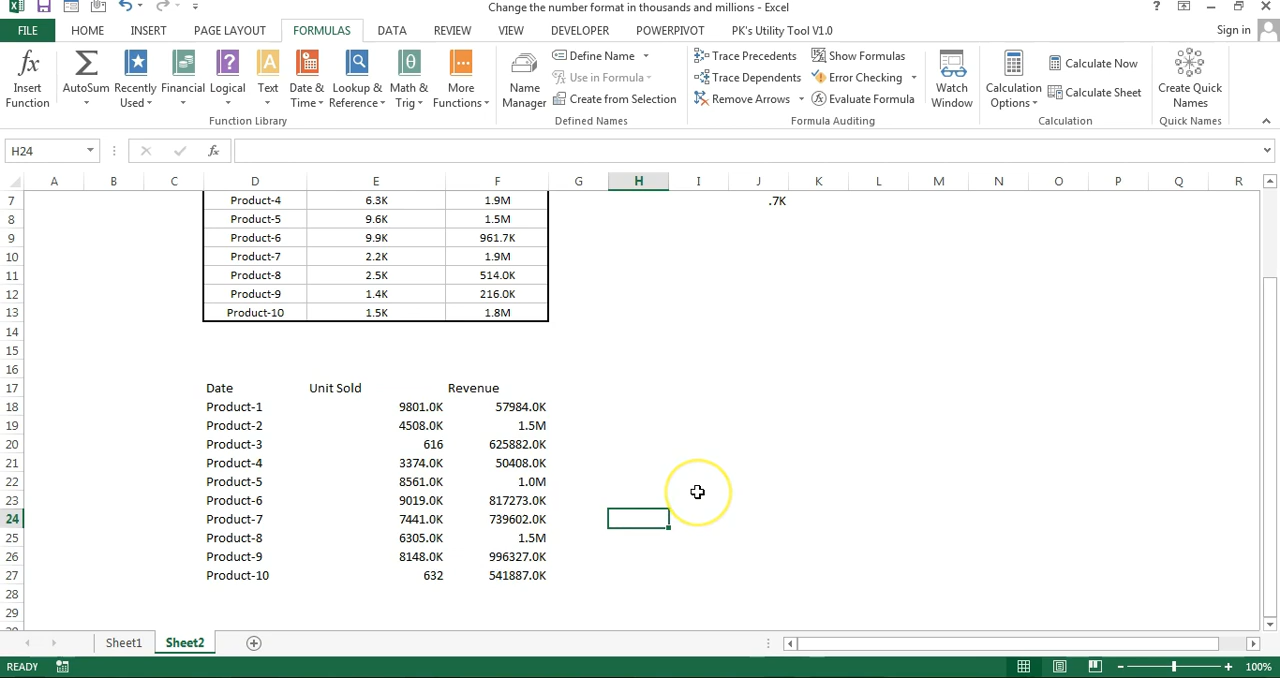 Change the number format in thousands and millions - Excel
?
FILE HOME INSERT PAGE LAYOUT FORMULAS DATA REVIEW VIEW DEVELOPER POWERPIVOT PK's Utility Tool V1.0 Sign in
fx Σ ? A θ
Insert Function
AutoSum
Recently Used
Financial
Logical
Text
Date & Time
Lookup & Reference
Math & Trig
More Functions
Function Library
Name Manager
Define Name
Use in Formula
Create from Selection
Defined Names
Trace Precedents
Trace Dependents
Remove Arrows
Show Formulas
Error Checking
Evaluate Formula
Formula Auditing
Watch Window
Calculation Options
Calculate Now
Calculate Sheet
Calculation
Create Quick Names
Quick Names
H24 fx
A B C D E F G H I J K L M N O P Q R
7 Product-4 6.3K 1.9M .7K
8 Product-5 9.6K 1.5M
9 Product-6 9.9K 961.7K
10 Product-7 2.2K 1.9M
11 Product-8 2.5K 514.0K
12 Product-9 1.4K 216.0K
13 Product-10 1.5K 1.8M
14
15
16
17 Date Unit Sold Revenue
18 Product-1 9801.0K 57984.0K
19 Product-2 4508.0K 1.5M
20 Product-3 616 625882.0K
21 Product-4 3374.0K 50408.0K
22 Product-5 8561.0K 1.0M
23 Product-6 9019.0K 817273.0K
24 Product-7 7441.0K 739602.0K
25 Product-8 6305.0K 1.5M
26 Product-9 8148.0K 996327.0K
27 Product-10 632 541887.0K
28
29
Sheet1 Sheet2
READY 100%